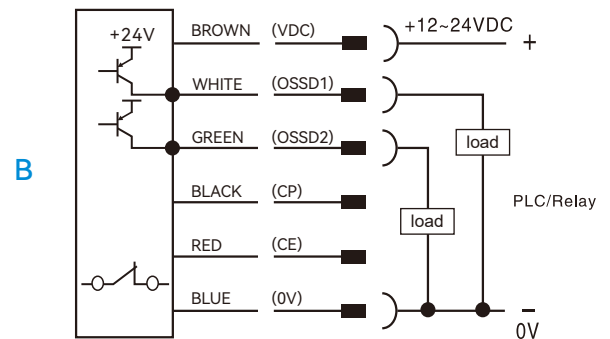 +24V
BROWN (VDC) +12~24VDC +
WHITE (OSSD1)
load
GREEN (OSSD2)
B
BLACK (CP) PLC/Relay
load
RED (CE)
BLUE (0V) −
0V